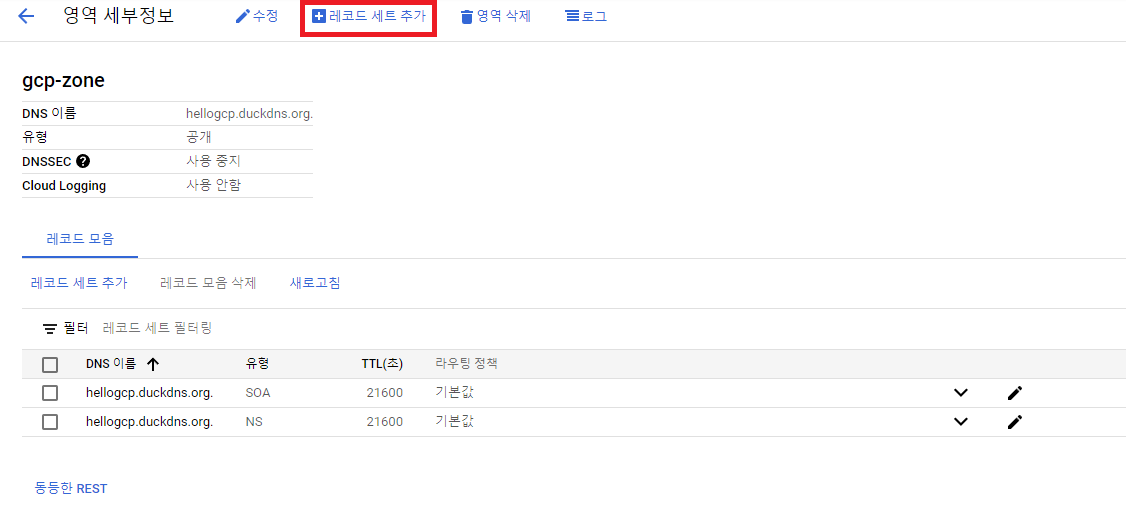 영역 세부정보 수정 레코드 세트 추가 영역 삭제 로그
gcp-zone
DNS 이름 hellogcp.duckdns.org.
유형 공개
DNSSEC ? 사용 중지
Cloud Logging 사용 안함
레코드 모음
레코드 세트 추가 레코드 모음 삭제 새로고침
필터 레코드 세트 필터링
DNS 이름 유형 TTL(초) 라우팅 정책
hellogcp.duckdns.org. SOA 21600 기본값
hellogcp.duckdns.org. NS 21600 기본값
동등한 REST